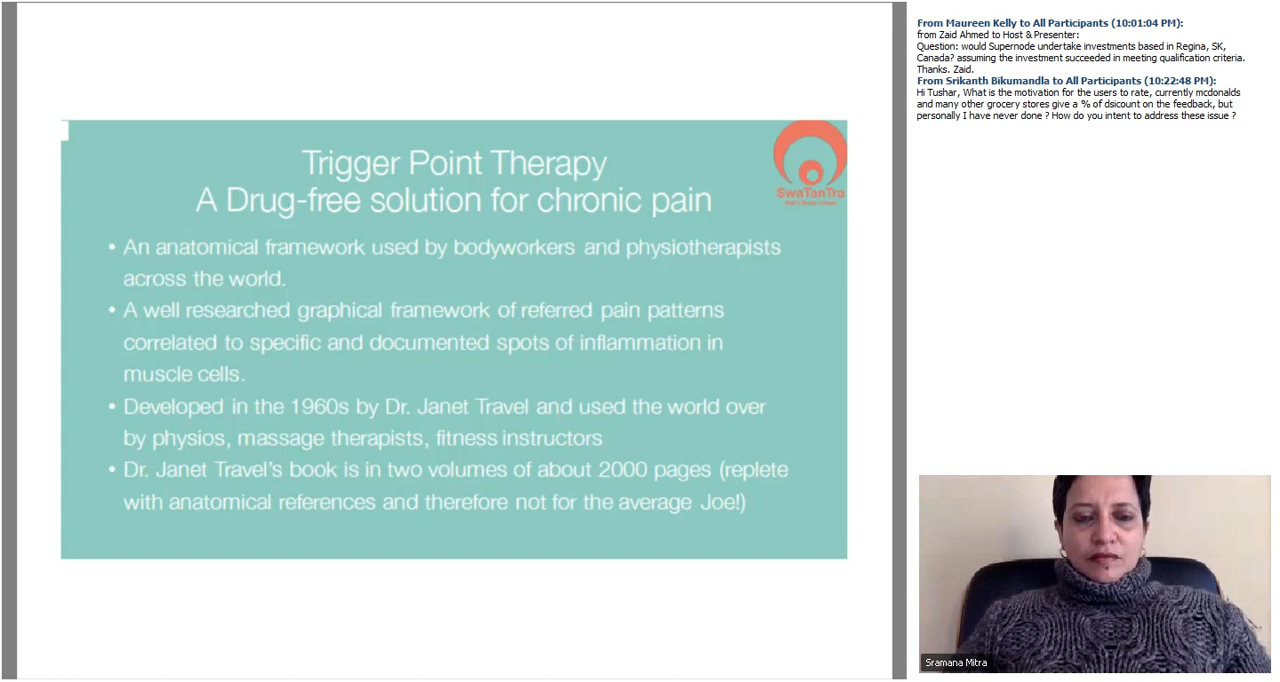 Trigger Point Therapy
A Drug-free solution for chronic pain
SwaTanTra
• An anatomical framework used by bodyworkers and physiotherapists
across the world.
• A well researched graphical framework of referred pain patterns
correlated to specific and documented spots of inflammation in
muscle cells.
• Developed in the 1960s by Dr. Janet Travel and used the world over
by physios, massage therapists, fitness instructors
• Dr. Janet Travel's book is in two volumes of about 2000 pages (replete
with anatomical references and therefore not for the average Joe!)
From Maureen Kelly to All Participants (10:01:04 PM):
from Zaid Ahmed to Host & Presenter:
Question: would Supernode undertake investments based in Regina, SK,
Canada? assuming the investment succeeded in meeting qualification criteria.
Thanks. Zaid.
From Srikanth Bikumandla to All Participants (10:22:48 PM):
Hi Tushar, What is the motivation for the users to rate, currently mcdonalds
and many other grocery stores give a % of dsicount on the feedback, but
personally I have never done ? How do you intent to address these issue ?
Sramana Mitra